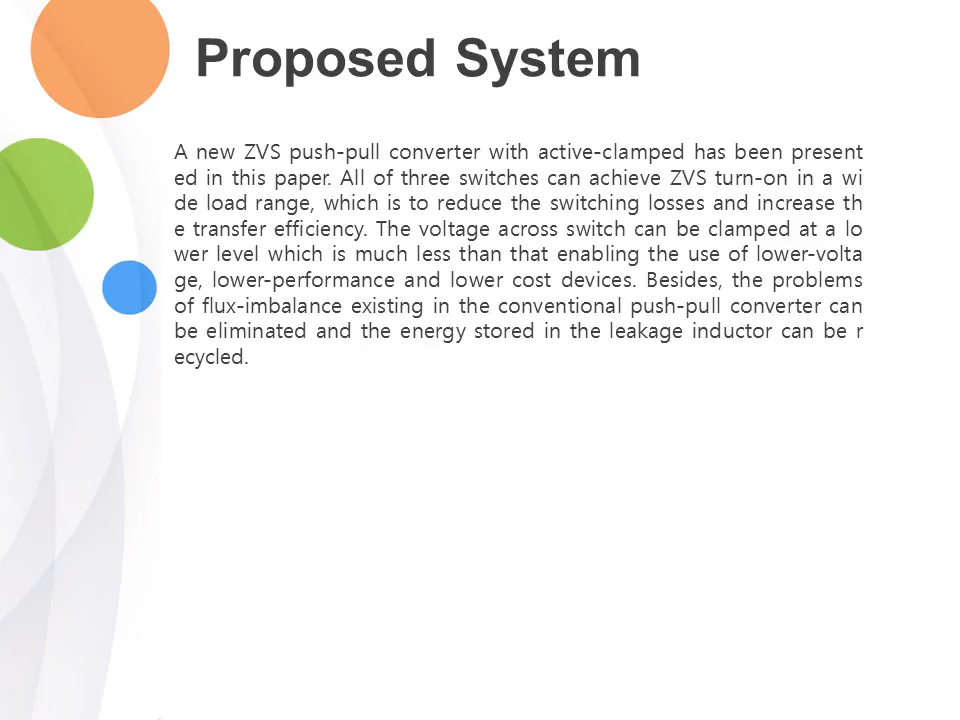 Proposed System
A new ZVS push-pull converter with active-clamped has been present
ed in this paper. All of three switches can achieve ZVS turn-on in a wi
de load range, which is to reduce the switching losses and increase th
e transfer efficiency. The voltage across switch can be clamped at a lo
wer level which is much less than that enabling the use of lower-volta
ge, lower-performance and lower cost devices. Besides, the problems
of flux-imbalance existing in the conventional push-pull converter can
be eliminated and the energy stored in the leakage inductor can be r
ecycled.